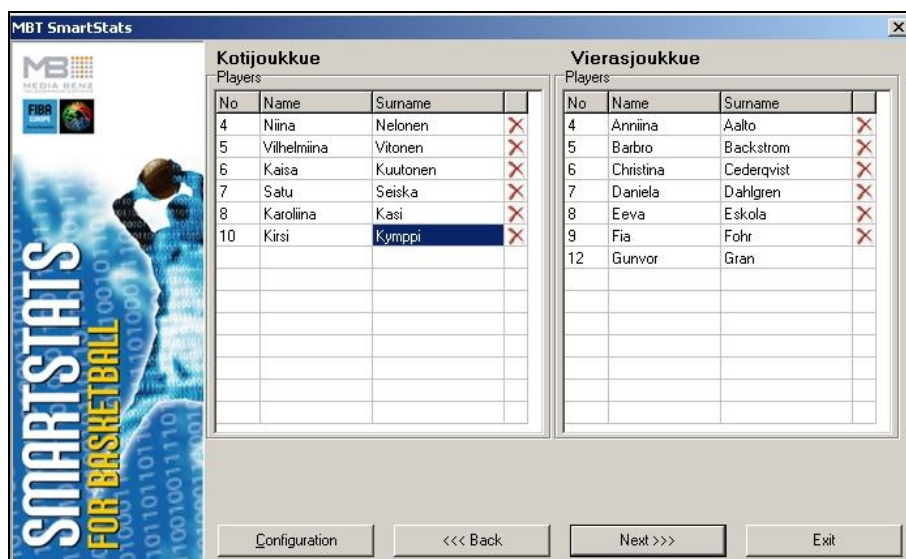 MBT SmartStats
MB
MEDIA BENZ
TELECOMMUNICATIONS
FIBA
EUROPE
SMARTSTATS
FOR BASKETBALL
Kotijoukkue
Players
No Name Surname
4 Niina Nelonen
5 Vilhelmiina Vitonen
6 Kaisa Kuutonen
7 Satu Seiska
8 Karoliina Kasi
10 Kirsi Kymppi
Vierasjoukkue
Players
No Name Surname
4 Anniina Aalto
5 Barbro Backstrom
6 Christina Cederqvist
7 Daniela Dahlgren
8 Eeva Eskola
9 Fia Fohr
12 Gunvor Gran
Configuration
<<< Back
Next >>>
Exit